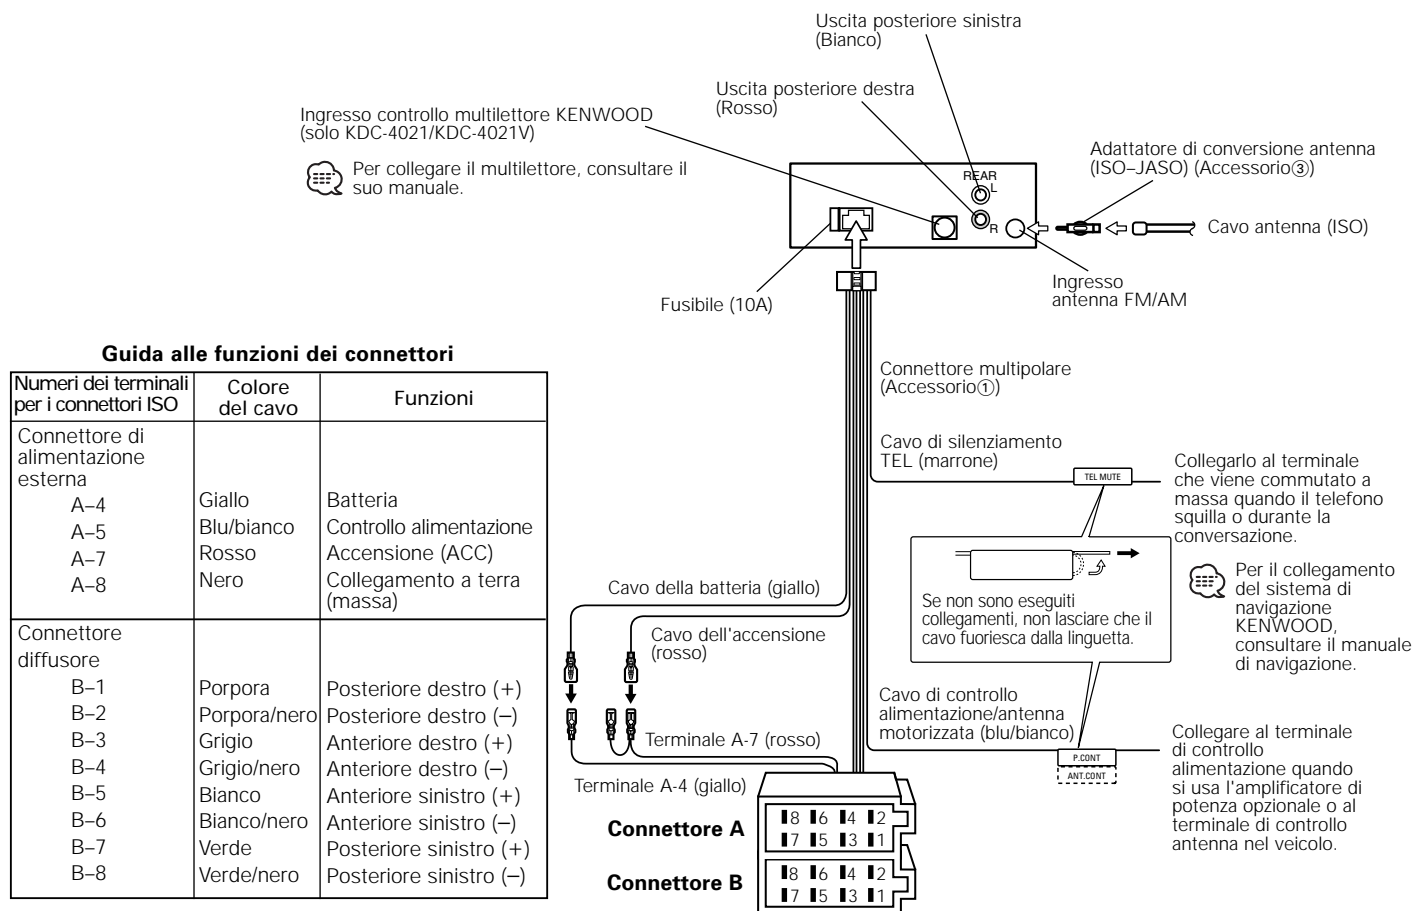 Uscita posteriore sinistra
(Bianco)
Uscita posteriore destra
(Rosso)
Ingresso controllo multilettore KENWOOD
(solo KDC-4021/KDC-4021V)
Per collegare il multilettore, consultare il
suo manuale.
Adattatore di conversione antenna
(ISO–JASO) (Accessorio③)
REAR
L
R
Cavo antenna (ISO)
Ingresso
antenna FM/AM
Fusibile (10A)
Guida alle funzioni dei connettori
Numeri dei terminali
per i connettori ISO
Colore
del cavo
Funzioni
Connettore di
alimentazione
esterna
A–4 Giallo Batteria
A–5 Blu/bianco Controllo alimentazione
A–7 Rosso Accensione (ACC)
A–8 Nero Collegamento a terra
(massa)
Connettore
diffusore
B–1 Porpora Posteriore destro (+)
B–2 Porpora/nero Posteriore destro (–)
B–3 Grigio Anteriore destro (+)
B–4 Grigio/nero Anteriore destro (–)
B–5 Bianco Anteriore sinistro (+)
B–6 Bianco/nero Anteriore sinistro (–)
B–7 Verde Posteriore sinistro (+)
B–8 Verde/nero Posteriore sinistro (–)
Connettore multipolare
(Accessorio①)
Cavo di silenziamento
TEL (marrone)
TEL MUTE
Collegarlo al terminale
che viene commutato a
massa quando il telefono
squilla o durante la
conversazione.
Se non sono eseguiti
collegamenti, non lasciare che il
cavo fuoriesca dalla linguetta.
Per il collegamento
del sistema di
navigazione
KENWOOD,
consultare il manuale
di navigazione.
Cavo della batteria (giallo)
Cavo dell'accensione
(rosso)
Terminale A-7 (rosso)
Terminale A-4 (giallo)
Cavo di controllo
alimentazione/antenna
motorizzata (blu/bianco)
P.CONT
ANT.CONT
Collegare al terminale
di controllo
alimentazione quando
si usa l'amplificatore di
potenza opzionale o al
terminale di controllo
antenna nel veicolo.
Connettore A
8 6 4 2
7 5 3 1
Connettore B
8 6 4 2
7 5 3 1